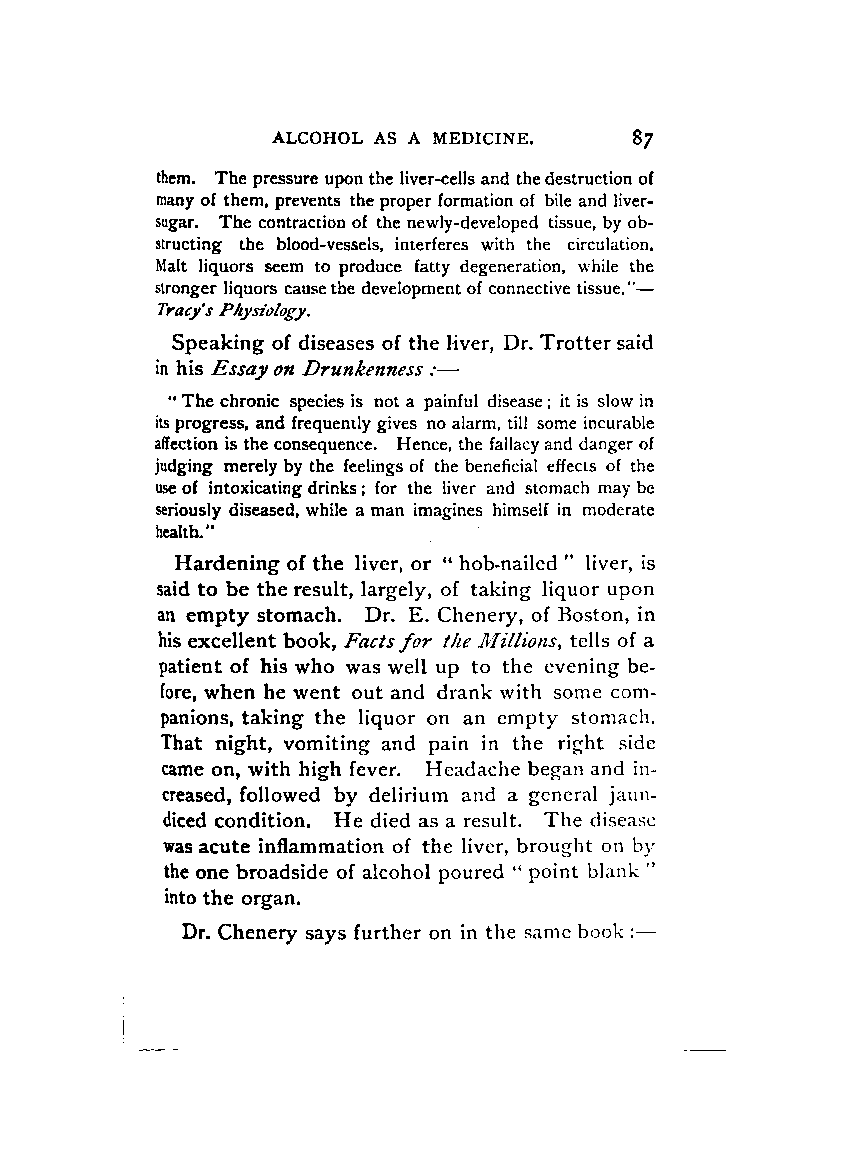 ALCOHOL AS A MEDICINE. 87
them. The pressure upon the liver-cells and the destruction of
many of them, prevents the proper formation of bile and liver-
sugar. The contraction of the newly-developed tissue, by ob-
structing the blood-vessels, interferes with the circulation.
Malt liquors seem to produce fatty degeneration, while the
stronger liquors cause the development of connective tissue."—
Tracy's Physiology.
Speaking of diseases of the liver, Dr. Trotter said
in his Essay on Drunkenness :—
" The chronic species is not a painful disease ; it is slow in
its progress, and frequently gives no alarm, till some incurable
affection is the consequence. Hence, the fallacy and danger of
judging merely by the feelings of the beneficial effects of the
use of intoxicating drinks ; for the liver and stomach may be
seriously diseased, while a man imagines himself in moderate
health."
Hardening of the liver, or " hob-nailed " liver, is
said to be the result, largely, of taking liquor upon
an empty stomach. Dr. E. Chenery, of Boston, in
his excellent book, Facts for the Millions, tells of a
patient of his who was well up to the evening be-
fore, when he went out and drank with some com-
panions, taking the liquor on an empty stomach.
That night, vomiting and pain in the right side
came on, with high fever. Headache began and in-
creased, followed by delirium and a general jaun-
diced condition. He died as a result. The disease
was acute inflammation of the liver, brought on by
the one broadside of alcohol poured " point blank "
into the organ.
Dr. Chenery says further on in the same book :—